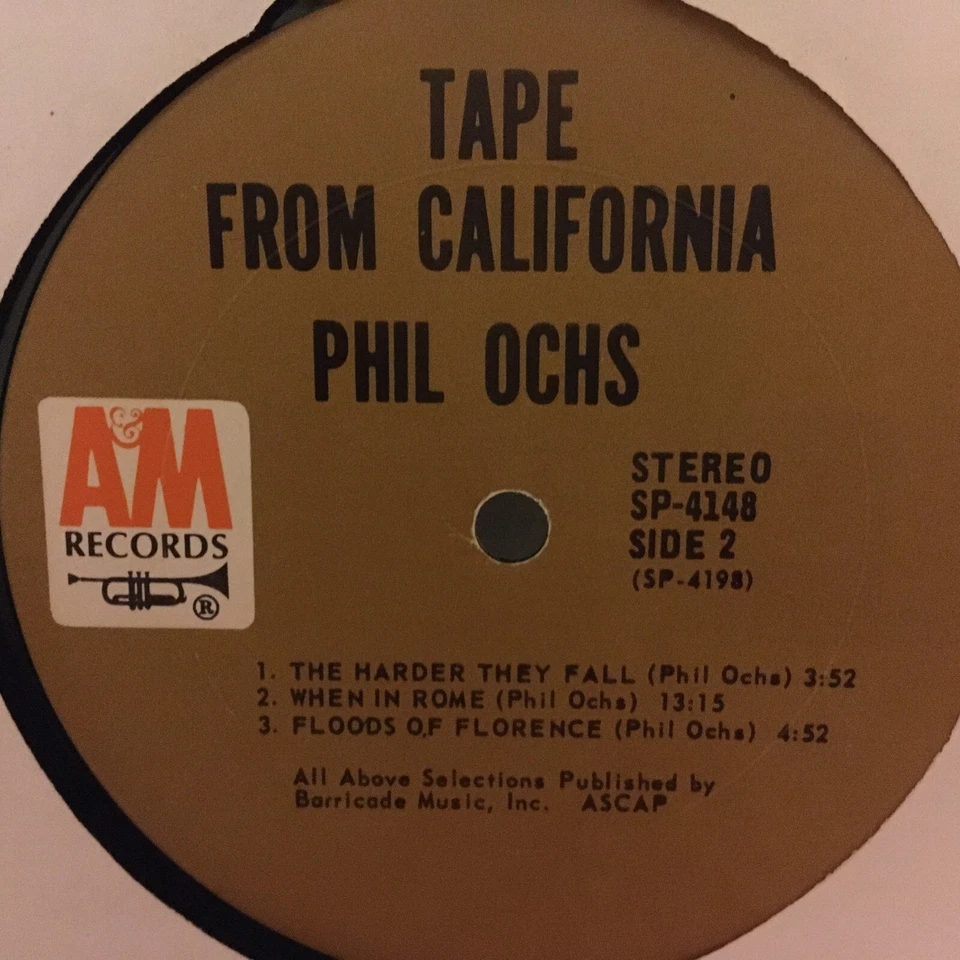 TAPE
FROM CALIFORNIA
PHIL OCHS
A&M
RECORDS
®
STEREO
SP-4148
SIDE 2
(SP-4198)
1. THE HARDER THEY FALL (Phil Ochs) 3:52
2. WHEN IN ROME (Phil Ochs) 13:15
3. FLOODS OF FLORENCE (Phil Ochs) 4:52
All Above Selections Published by
Barricade Music, Inc. ASCAP